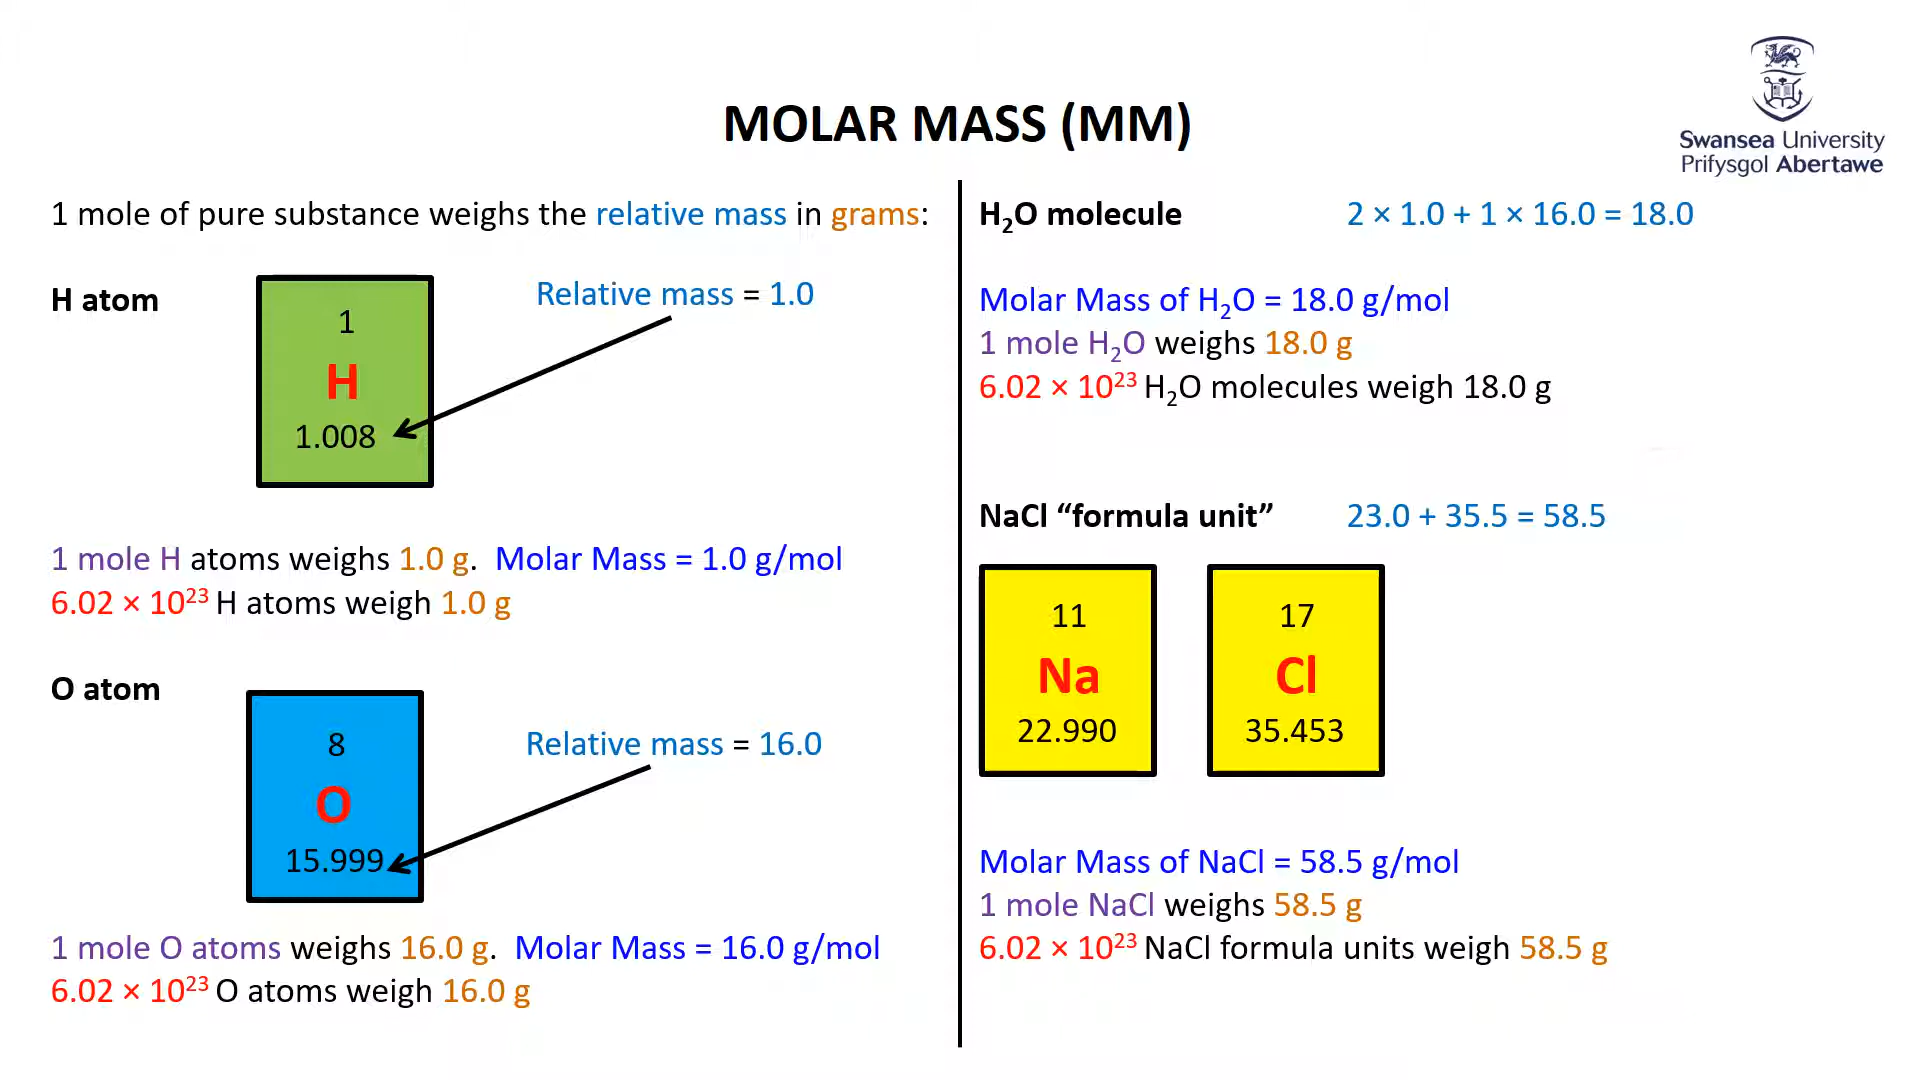 MOLAR MASS (MM)
Swansea University
Prifysgol Abertawe
1 mole of pure substance weighs the relative mass in grams:
H atom
1
H
1.008
Relative mass = 1.0
1 mole H atoms weighs 1.0 g. Molar Mass = 1.0 g/mol
6.02 × 10²³ H atoms weigh 1.0 g
O atom
8
O
15.999
Relative mass = 16.0
1 mole O atoms weighs 16.0 g. Molar Mass = 16.0 g/mol
6.02 × 10²³ O atoms weigh 16.0 g
H₂O molecule 2 × 1.0 + 1 × 16.0 = 18.0
Molar Mass of H₂O = 18.0 g/mol
1 mole H₂O weighs 18.0 g
6.02 × 10²³ H₂O molecules weigh 18.0 g
NaCl “formula unit” 23.0 + 35.5 = 58.5
11
Na
22.990
17
Cl
35.453
Molar Mass of NaCl = 58.5 g/mol
1 mole NaCl weighs 58.5 g
6.02 × 10²³ NaCl formula units weigh 58.5 g